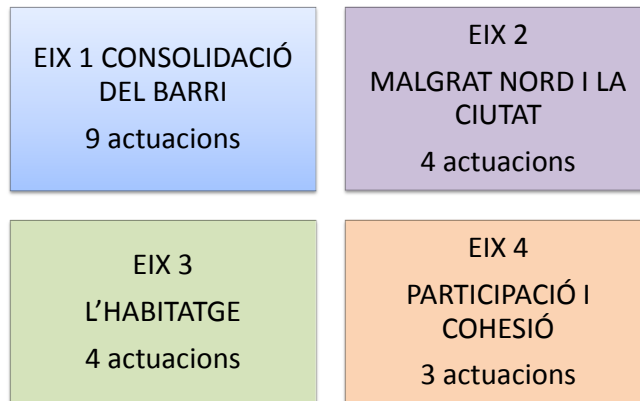 EIX 1 CONSOLIDACIÓ
DEL BARRI
9 actuacions
EIX 2
MALGRAT NORD I LA
CIUTAT
4 actuacions
EIX 3
L’HABITATGE
4 actuacions
EIX 4
PARTICIPACIÓ I
COHESIÓ
3 actuacions